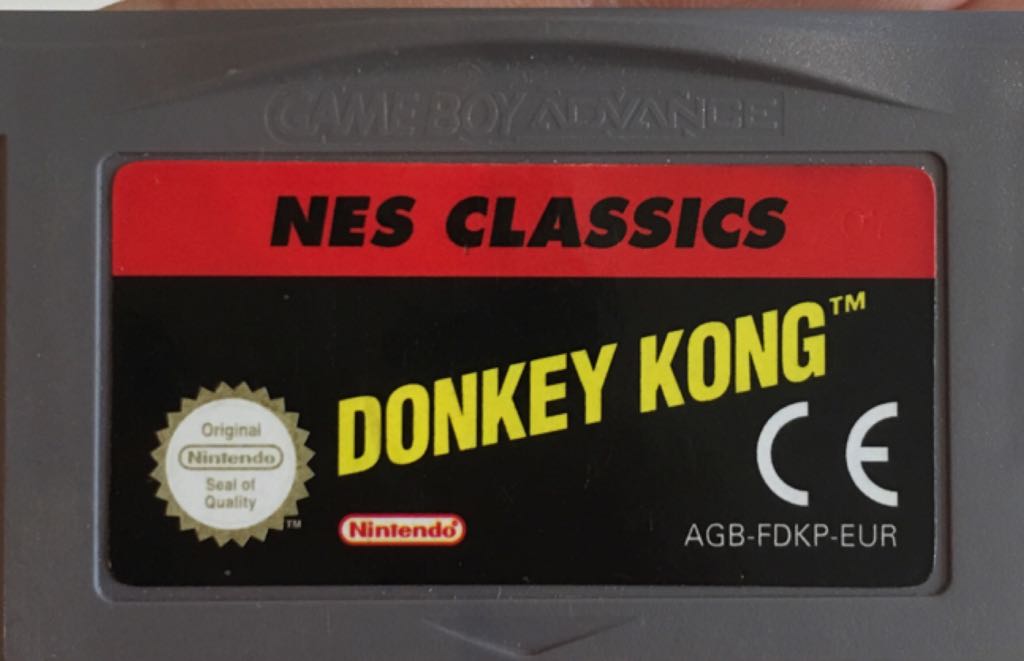 GAME BOY ADVANCE
NES CLASSICS
DONKEY KONG™
Original
Nintendo
Seal of
Quality
TM
Nintendo®
CE
AGB-FDKP-EUR